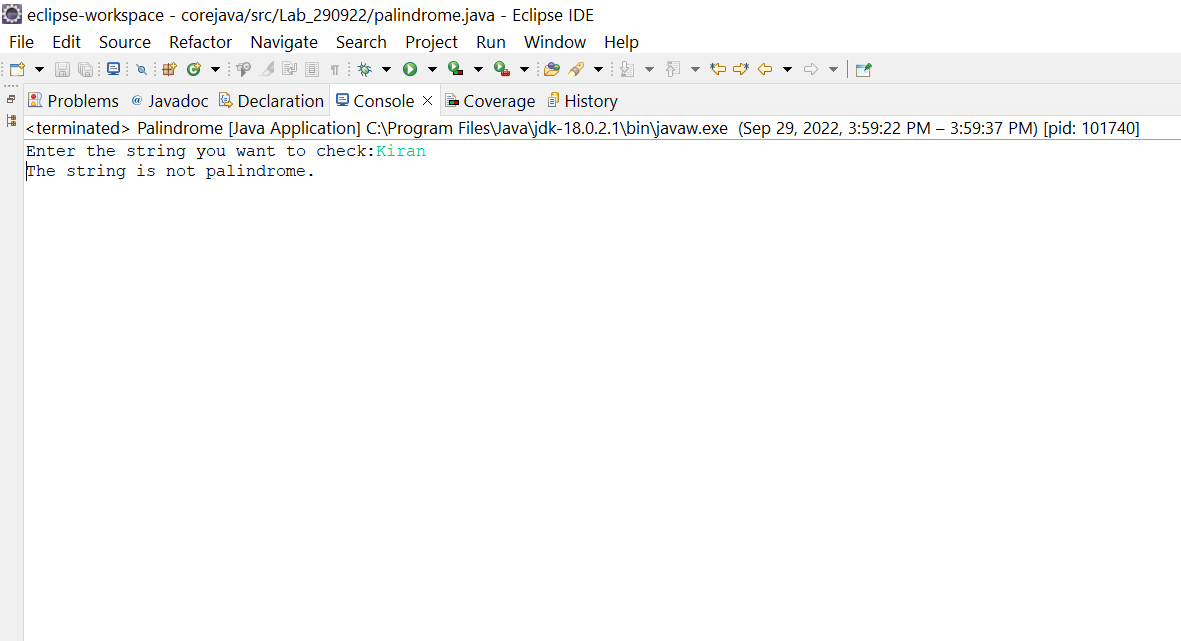 eclipse-workspace - corejava/src/Lab_290922/palindrome.java - Eclipse IDE
File Edit Source Refactor Navigate Search Project Run Window Help
Problems @ Javadoc Declaration Console × Coverage History
<terminated> Palindrome [Java Application] C:\Program Files\Java\jdk-18.0.2.1\bin\javaw.exe (Sep 29, 2022, 3:59:22 PM – 3:59:37 PM) [pid: 101740]
Enter the string you want to check:Kiran
The string is not palindrome.